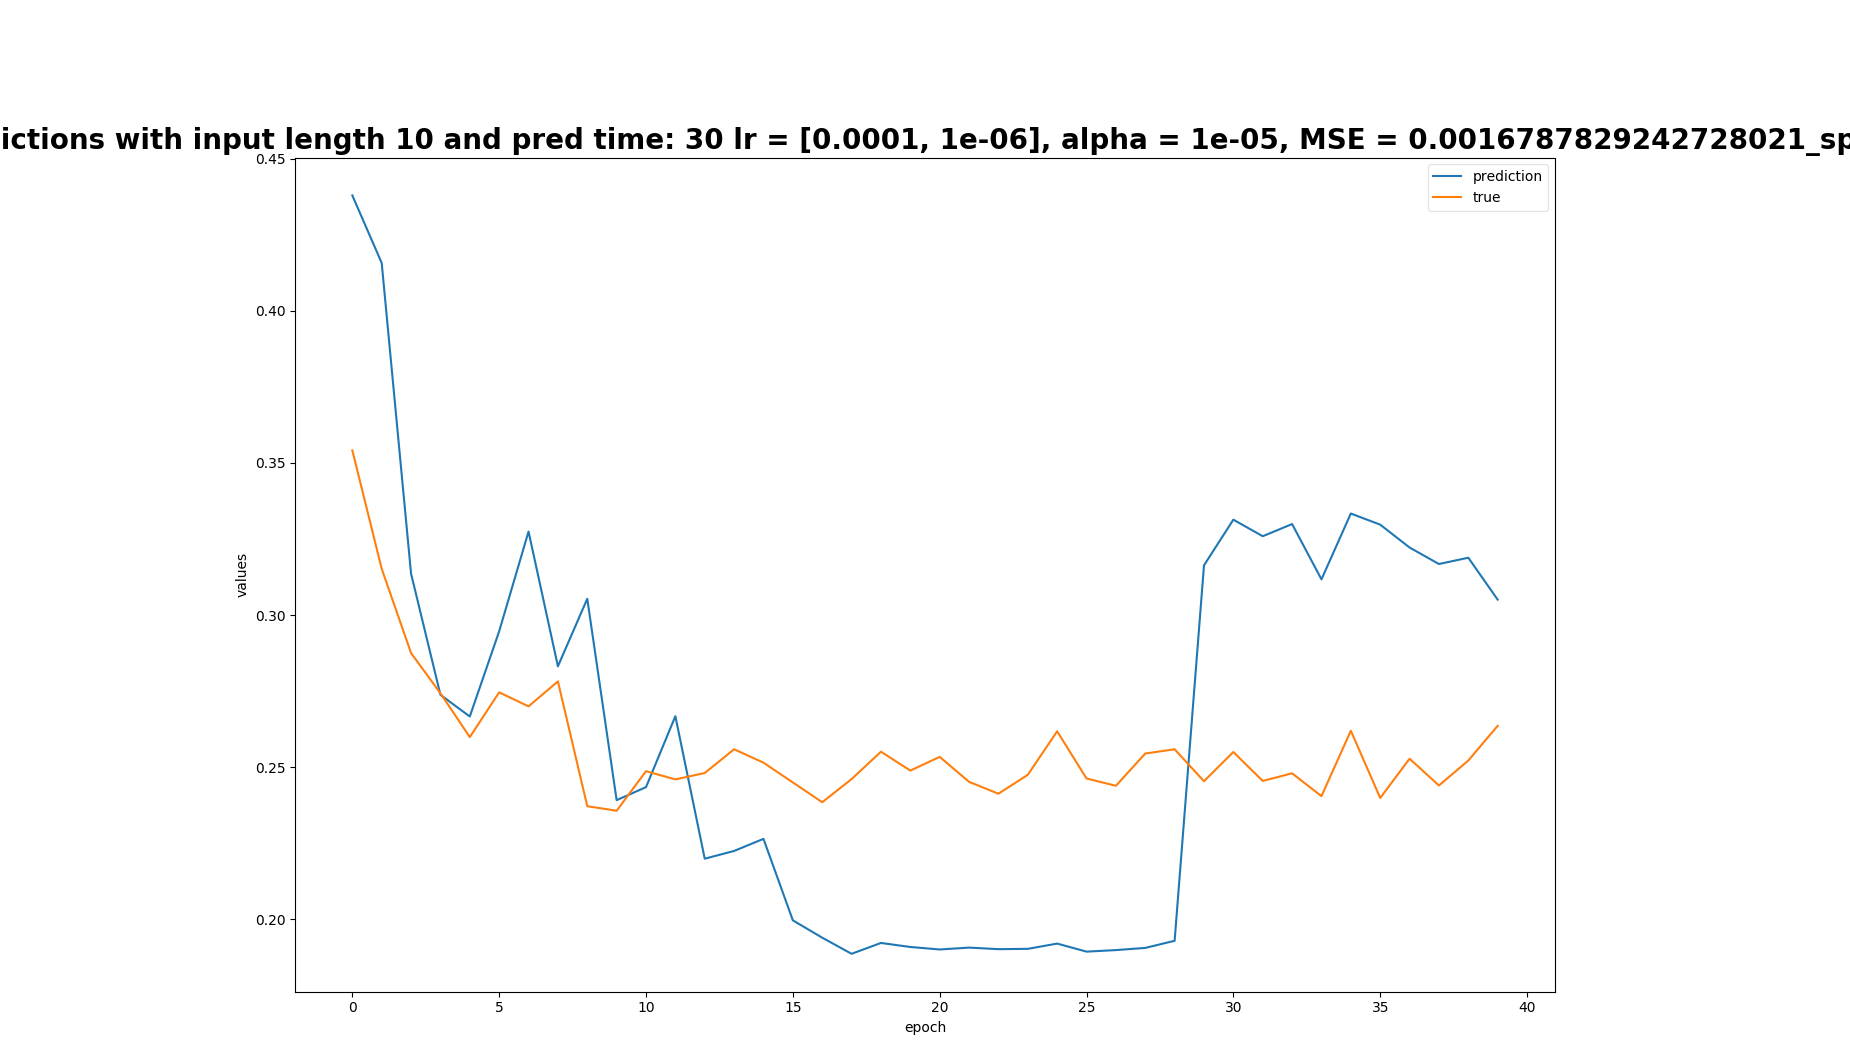 ictions with input length 10 and pred time: 30 lr = [0.0001, 1e-06], alpha = 1e-05, MSE = 0.0016787829242728021_sp
prediction
true
0.45
0.40
0.35
0.30
0.25
0.20
values
0 5 10 15 20 25 30 35 40
epoch